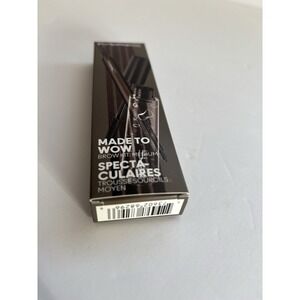 MADE TO
WOW
BROW KIT: MEDIUM
SPECTA-
CULAIRES
TROUSSE SOURCILS:
MOYEN